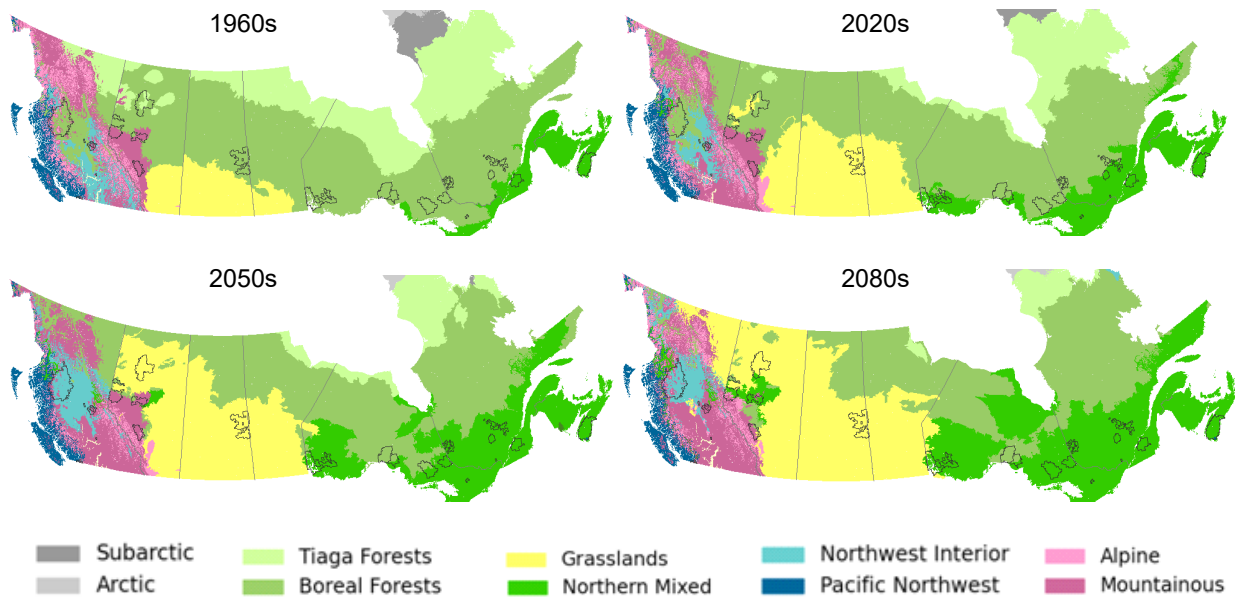 1960s
2020s
2050s
2080s
Subarctic
Tiaga Forests
Grasslands
Northwest Interior
Alpine
Arctic
Boreal Forests
Northern Mixed
Pacific Northwest
Mountainous